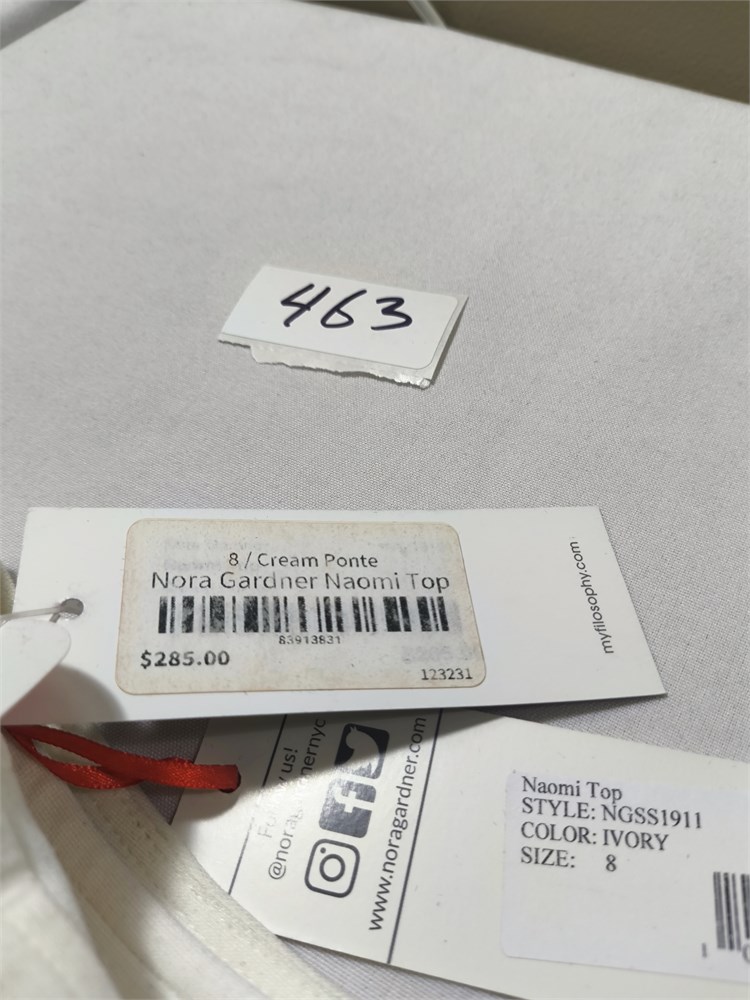 463
8 / Cream Ponte
Nora Gardner Naomi Top
83913831
$285.00
123231
myfilosophy.com
us!
www.noragardner.com
Naomi Top
STYLE: NGSS1911
COLOR: IVORY
SIZE: 8